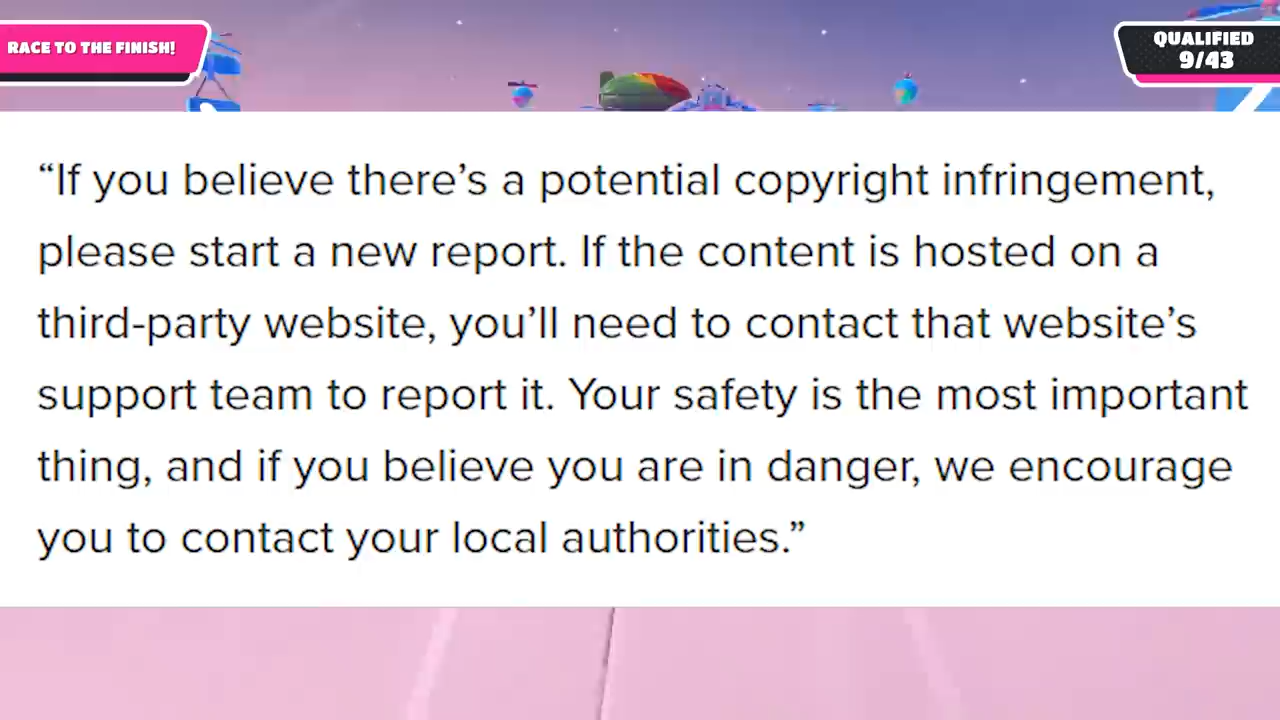 RACE TO THE FINISH!
QUALIFIED
9/43
“If you believe there’s a potential copyright infringement,
please start a new report. If the content is hosted on a
third-party website, you’ll need to contact that website’s
support team to report it. Your safety is the most important
thing, and if you believe you are in danger, we encourage
you to contact your local authorities.”